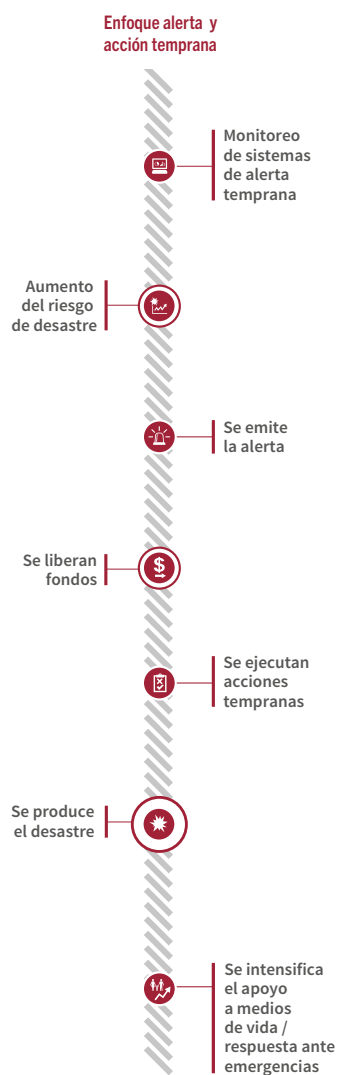 Enfoque alerta y
acción temprana
Monitoreo
de sistemas
de alerta
temprana
Aumento
del riesgo
de desastre
Se emite
la alerta
Se liberan
fondos
$
Se ejecutan
acciones
tempranas
Se produce
el desastre
Se intensifica
el apoyo
a medios
de vida /
respuesta ante
emergencias